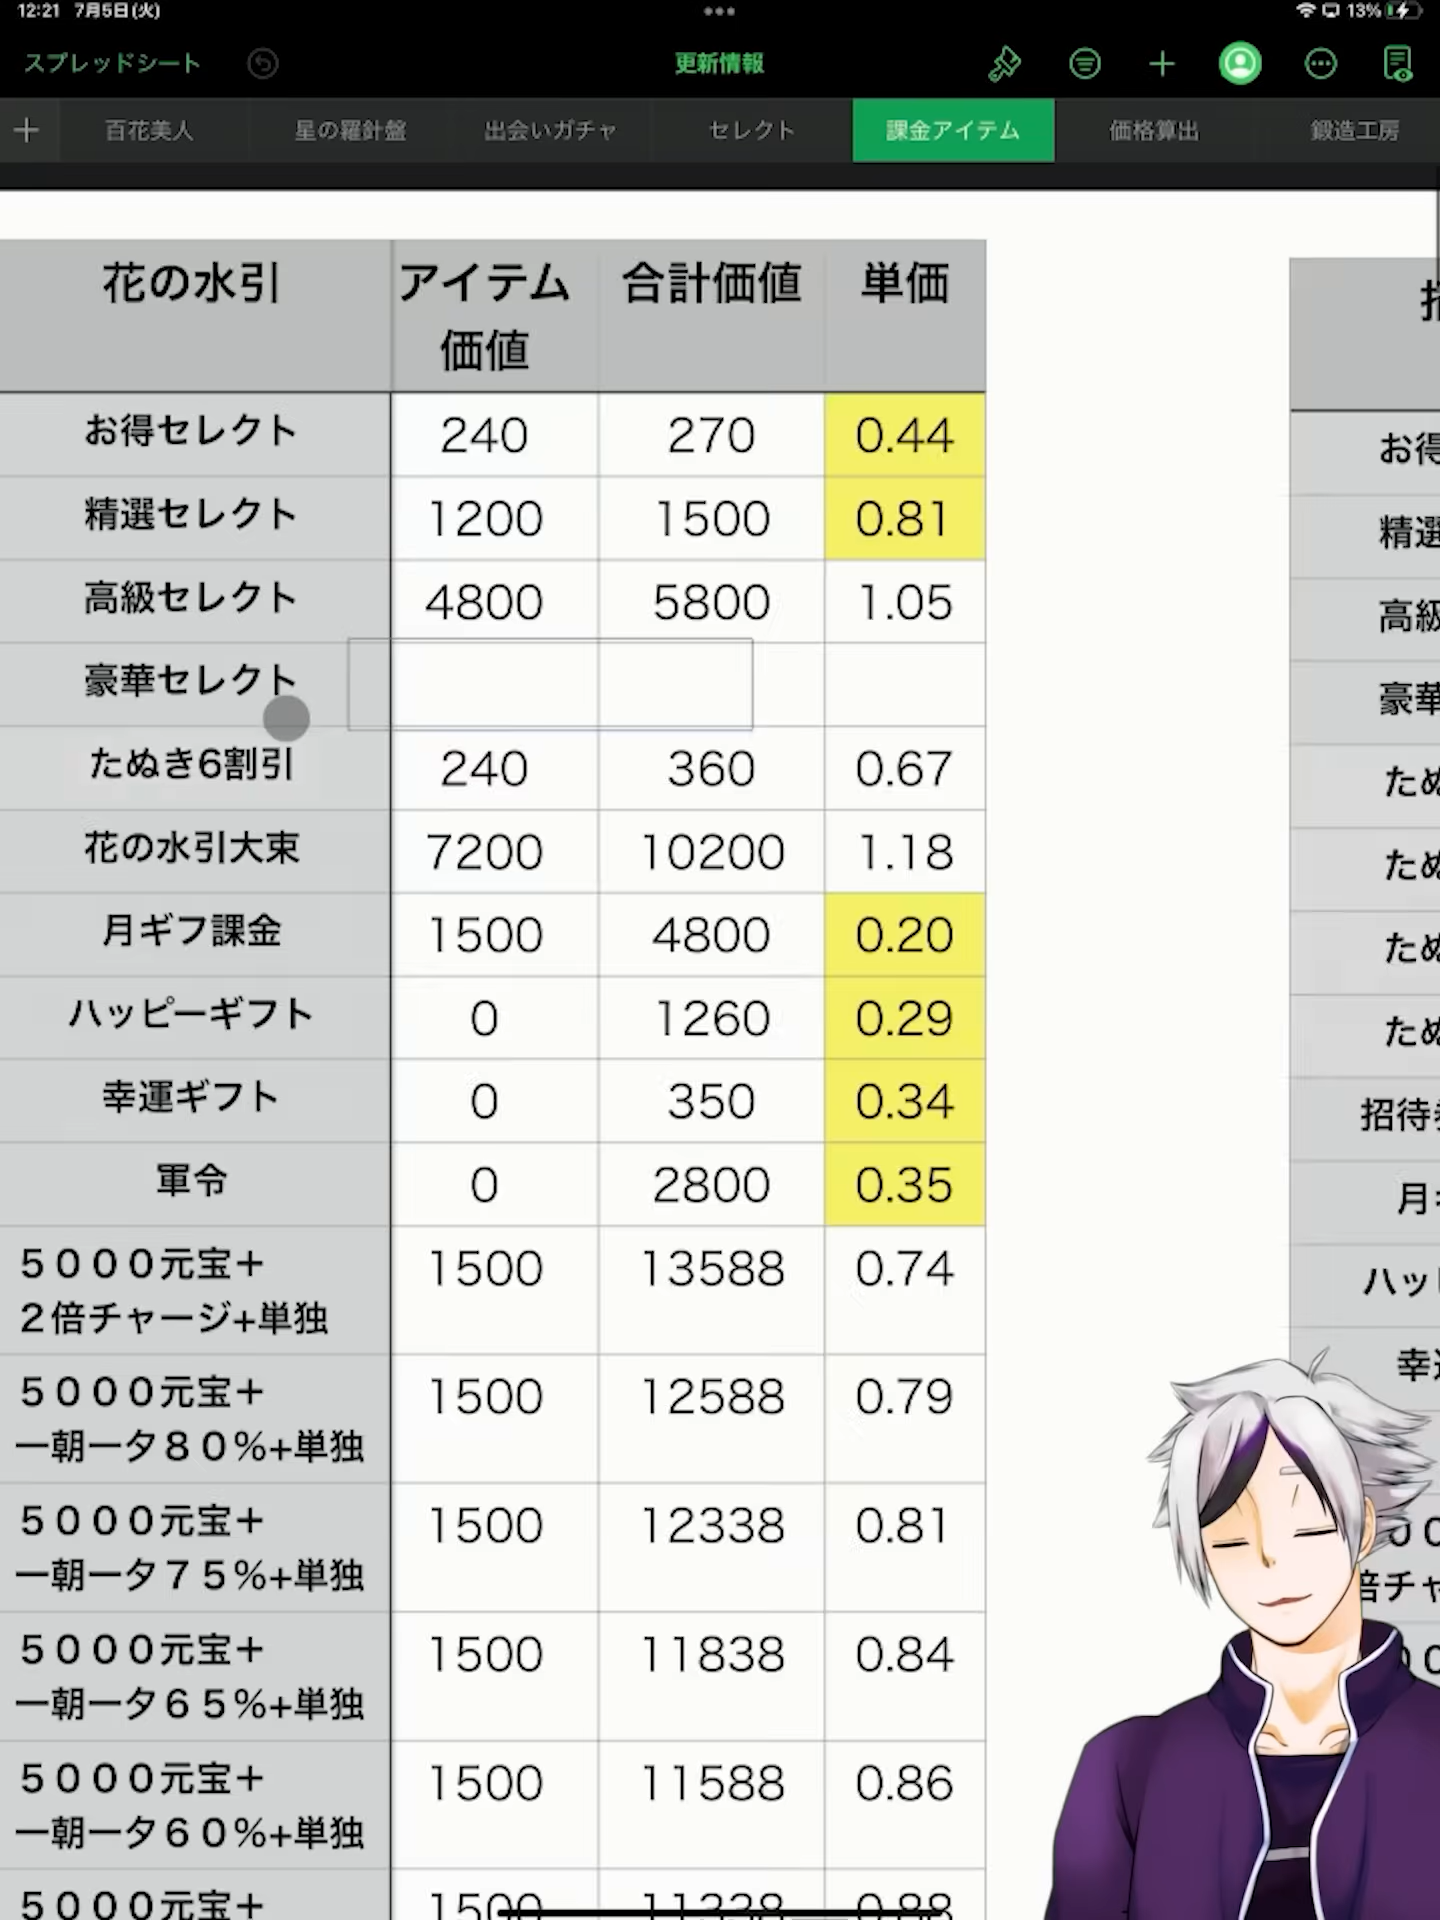 12:21 7月5日(火)
13%
スプレッドシート
更新情報
百花美人 星の羅針盤 出会いガチャ セレクト 課金アイテム 価格算出 鍛造工房
花の水引 アイテム価値 合計価値 単価
お得セレクト 240 270 0.44
精選セレクト 1200 1500 0.81
高級セレクト 4800 5800 1.05
豪華セレクト
たぬき6割引 240 360 0.67
花の水引大束 7200 10200 1.18
月ギフ課金 1500 4800 0.20
ハッピーギフト 0 1260 0.29
幸運ギフト 0 350 0.34
軍令 0 2800 0.35
5000元宝+
2倍チャージ+単独 1500 13588 0.74
5000元宝+
一朝一夕80%+単独 1500 12588 0.79
5000元宝+
一朝一夕75%+単独 1500 12338 0.81
5000元宝+
一朝一夕65%+単独 1500 11838 0.84
5000元宝+
一朝一夕60%+単独 1500 11588 0.86
5000元宝+ 1500 11338 0.88
お得
精選
高級
豪華
たぬ
たぬ
たぬ
たぬ
招待
月
ハッ
幸